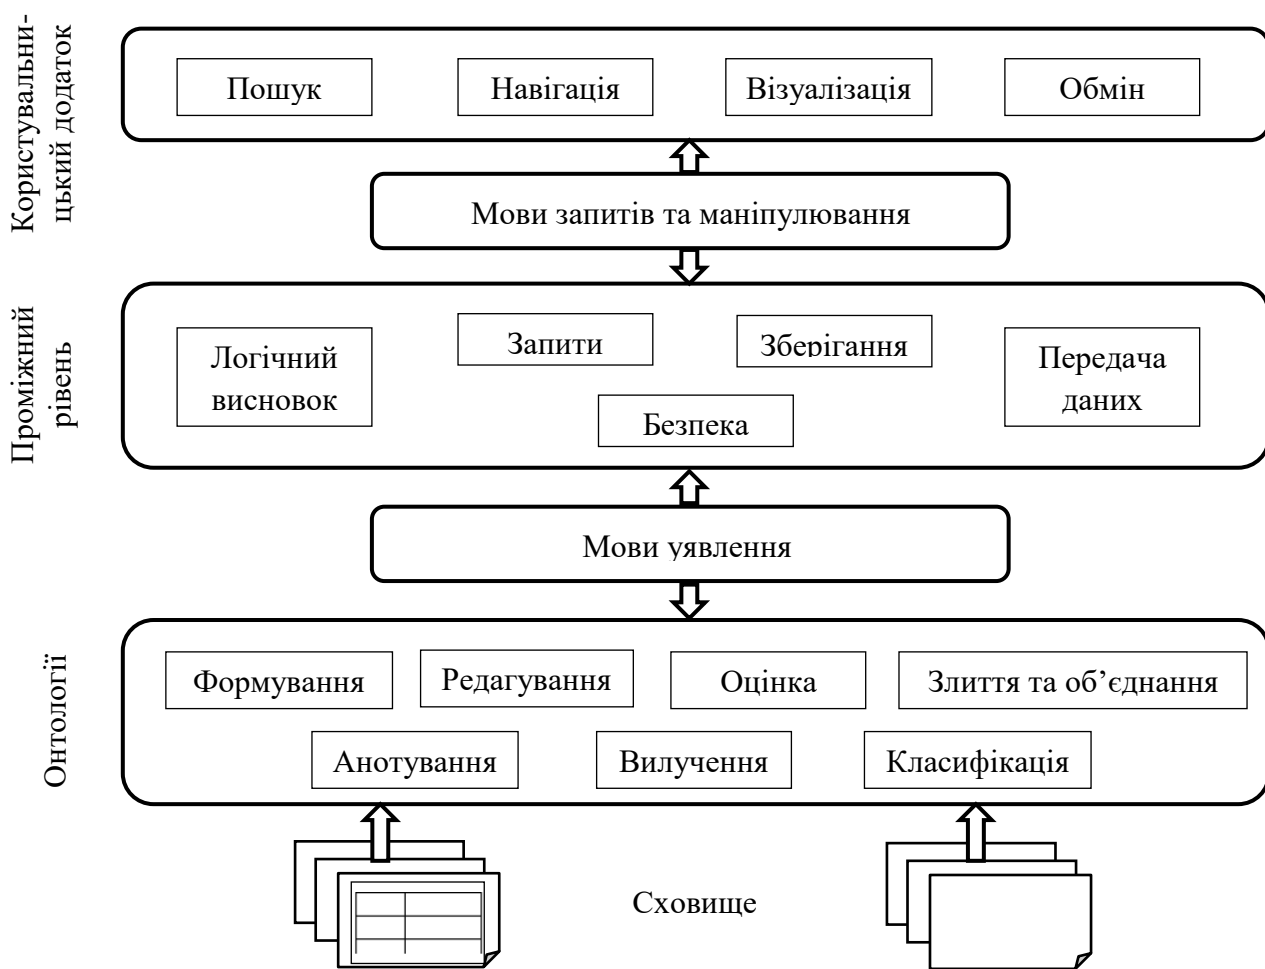 Користувальни-
цький додаток
Пошук
Навігація
Візуалізація
Обмін
Мови запитів та маніпулювання
Проміжний
рівень
Логічний
висновок
Запити
Зберігання
Передача
даних
Безпека
Мови уявлення
Онтології
Формування
Редагування
Оцінка
Злиття та об’єднання
Анотування
Вилучення
Класифікація
Сховище